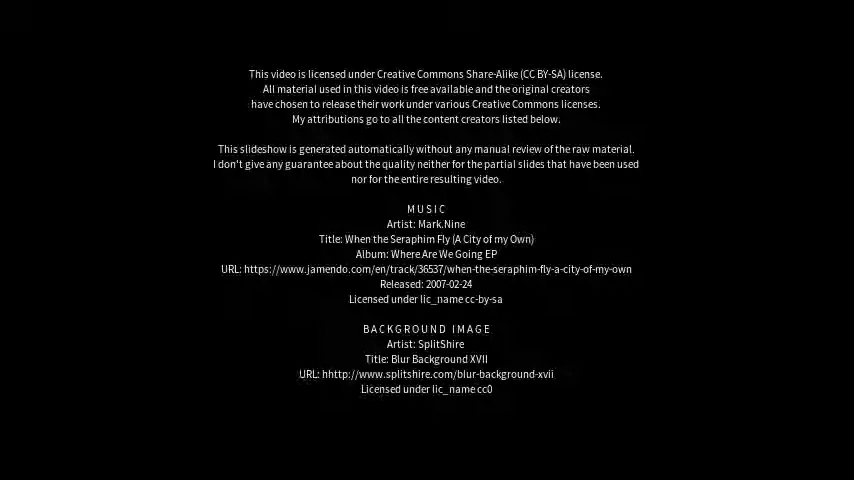 This video is licensed under Creative Commons Share-Alike (CC BY-SA) license.
All material used in this video is free available and the original creators
have chosen to release their work under various Creative Commons licenses.
My attributions go to all the content creators listed below.
This slideshow is generated automatically without any manual review of the raw material.
I don't give any guarantee about the quality neither for the partial slides that have been used
nor for the entire resulting video.
MUSIC
Artist: Mark.Nine
Title: When the Seraphim Fly (A City of my Own)
Album: Where Are We Going EP
URL: https://www.jamendo.com/en/track/36537/when-the-seraphim-fly-a-city-of-my-own
Released: 2007-02-24
Licensed under lic_name cc-by-sa
BACKGROUND IMAGE
Artist: SplitShire
Title: Blur Background XVII
URL: hhttp://www.splitshire.com/blur-background-xvii
Licensed under lic_name cc0